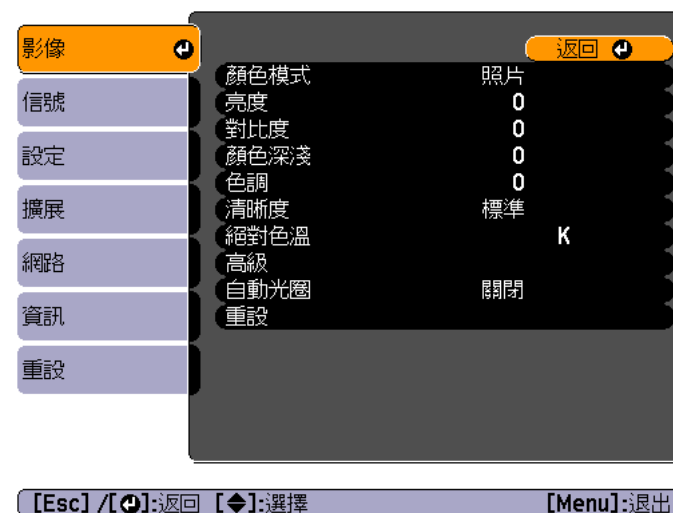 影像
信號
設定
擴展
網路
資訊
重設
返回
顏色模式 照片
亮度 0
對比度 0
顏色深淺 0
色調 0
清晰度 標準
絕對色溫 K
高級
自動光圈 關閉
重設
[Esc] /[]:返回 []:選擇 [Menu]:退出